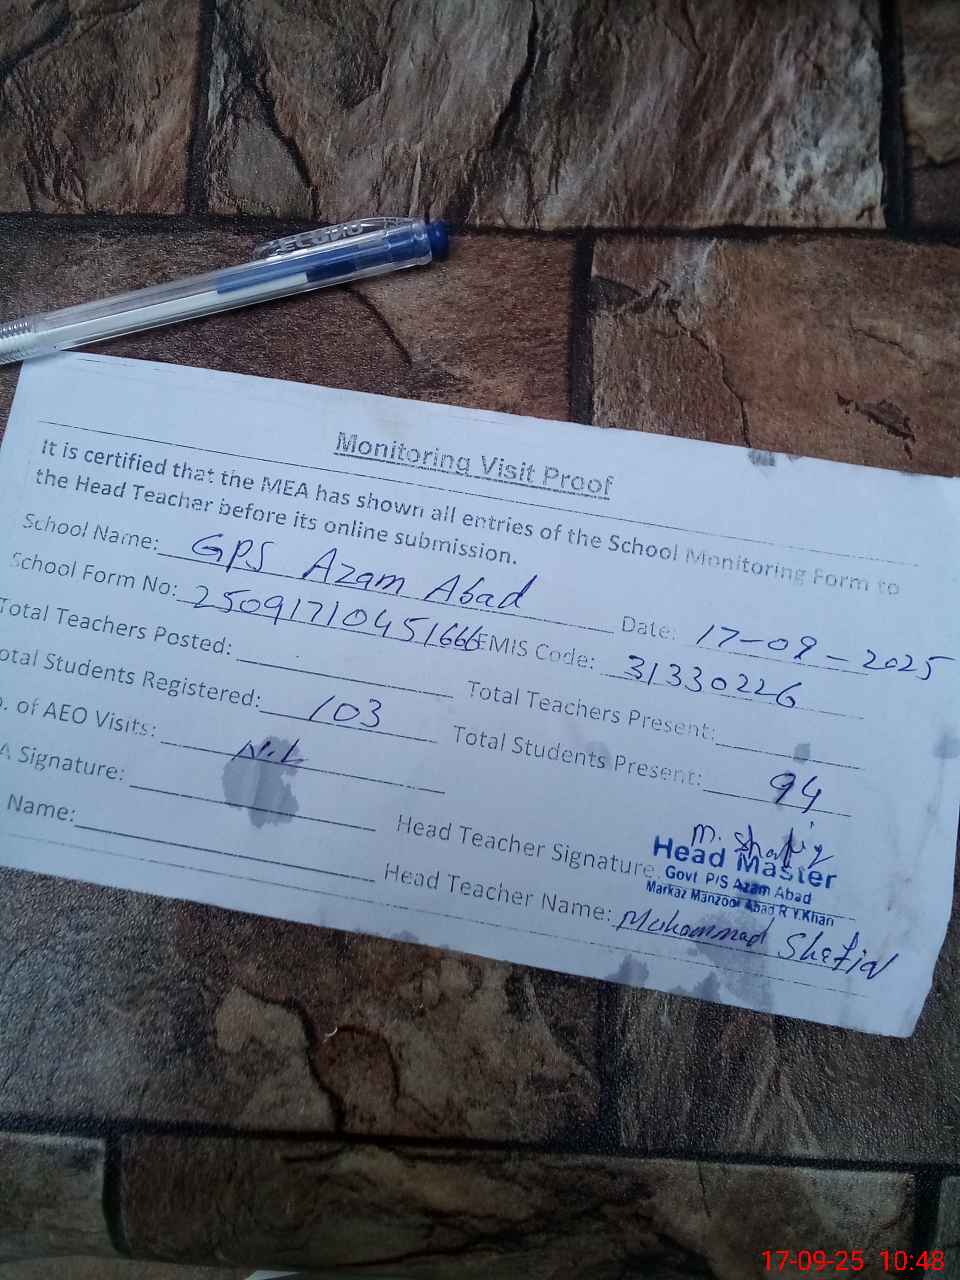 Monitoring Visit Proof
It is certified that the MEA has shown all entries of the School Monitoring Form to
the Head Teacher before its online submission.
School Name: GPS Azam Abad Date: 17-09-2025
School Form No: 25091710451666 EMIS Code: 31330226
Total Teachers Posted: Total Teachers Present:
otal Students Registered: 103 Total Students Present: 94
o. of AEO Visits: Nil
A Signature: Head Teacher Signature
M. Shafiq
Head Master
Govt P/S Azam Abad
Markaz Manzoor Abad R.Y.Khan
Name: Head Teacher Name: Muhammad Shafiq
17-09-25 10:48